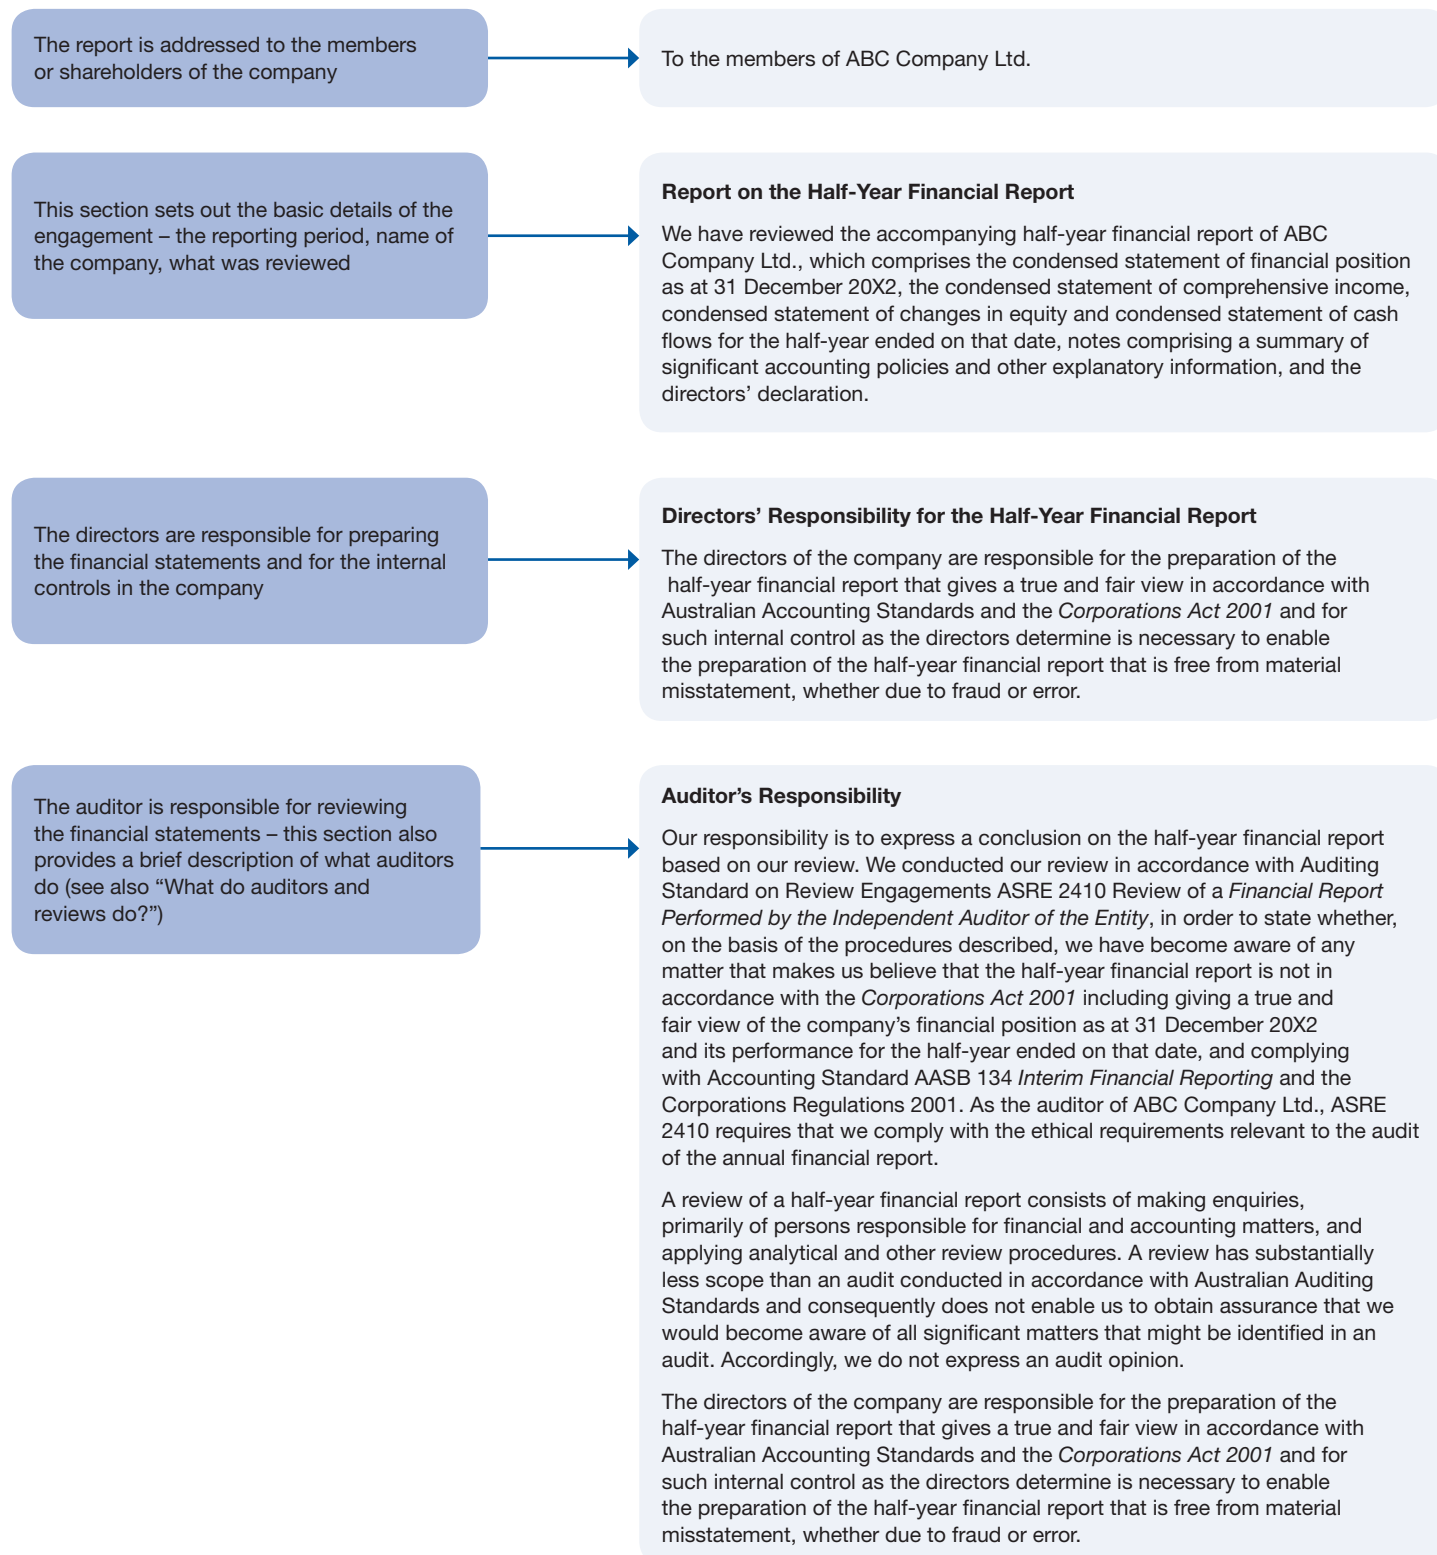 The report is addressed to the members
or shareholders of the company
To the members of ABC Company Ltd.
This section sets out the basic details of the
engagement – the reporting period, name of
the company, what was reviewed
Report on the Half-Year Financial Report
We have reviewed the accompanying half-year financial report of ABC
Company Ltd., which comprises the condensed statement of financial position
as at 31 December 20X2, the condensed statement of comprehensive income,
condensed statement of changes in equity and condensed statement of cash
flows for the half-year ended on that date, notes comprising a summary of
significant accounting policies and other explanatory information, and the
directors’ declaration.
The directors are responsible for preparing
the financial statements and for the internal
controls in the company
Directors’ Responsibility for the Half-Year Financial Report
The directors of the company are responsible for the preparation of the
half-year financial report that gives a true and fair view in accordance with
Australian Accounting Standards and the Corporations Act 2001 and for
such internal control as the directors determine is necessary to enable
the preparation of the half-year financial report that is free from material
misstatement, whether due to fraud or error.
The auditor is responsible for reviewing
the financial statements – this section also
provides a brief description of what auditors
do (see also “What do auditors and
reviews do?”)
Auditor’s Responsibility
Our responsibility is to express a conclusion on the half-year financial report
based on our review. We conducted our review in accordance with Auditing
Standard on Review Engagements ASRE 2410 Review of a Financial Report
Performed by the Independent Auditor of the Entity, in order to state whether,
on the basis of the procedures described, we have become aware of any
matter that makes us believe that the half-year financial report is not in
accordance with the Corporations Act 2001 including giving a true and
fair view of the company’s financial position as at 31 December 20X2
and its performance for the half-year ended on that date, and complying
with Accounting Standard AASB 134 Interim Financial Reporting and the
Corporations Regulations 2001. As the auditor of ABC Company Ltd., ASRE
2410 requires that we comply with the ethical requirements relevant to the audit
of the annual financial report.
A review of a half-year financial report consists of making enquiries,
primarily of persons responsible for financial and accounting matters, and
applying analytical and other review procedures. A review has substantially
less scope than an audit conducted in accordance with Australian Auditing
Standards and consequently does not enable us to obtain assurance that we
would become aware of all significant matters that might be identified in an
audit. Accordingly, we do not express an audit opinion.
The directors of the company are responsible for the preparation of the
half-year financial report that gives a true and fair view in accordance with
Australian Accounting Standards and the Corporations Act 2001 and for
such internal control as the directors determine is necessary to enable
the preparation of the half-year financial report that is free from material
misstatement, whether due to fraud or error.